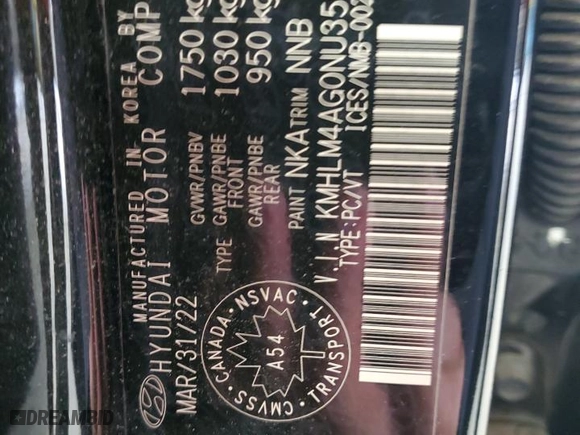 MANUFACTURED IN KOREA BY
HYUNDAI MOTOR COMP
MAR/31/22
GVWR/PNBV 1750 kg
TYPE GAWR/PNBE FRONT 1030 kg
GAWR/PNBE REAR 950 kg
PAINT NKA TRIM NNB
V.I.N KMHLM4AG0NU35
TYPE:PC/VT ICES/NMB-002
CMVSS · CANADA · NSVAC · TRANSPORT ·
A54
DREAMBID